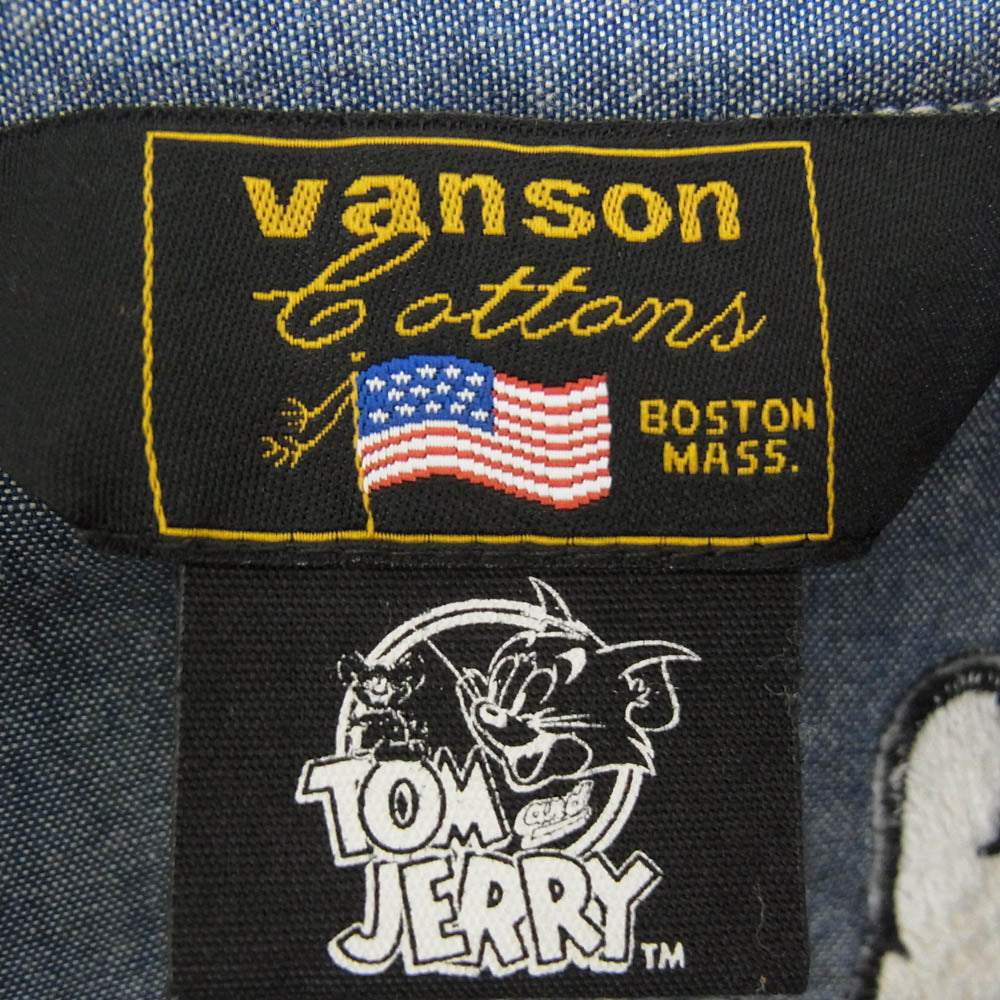 vanson
Cottons
BOSTON
MASS.
TOM
and
JERRY TM